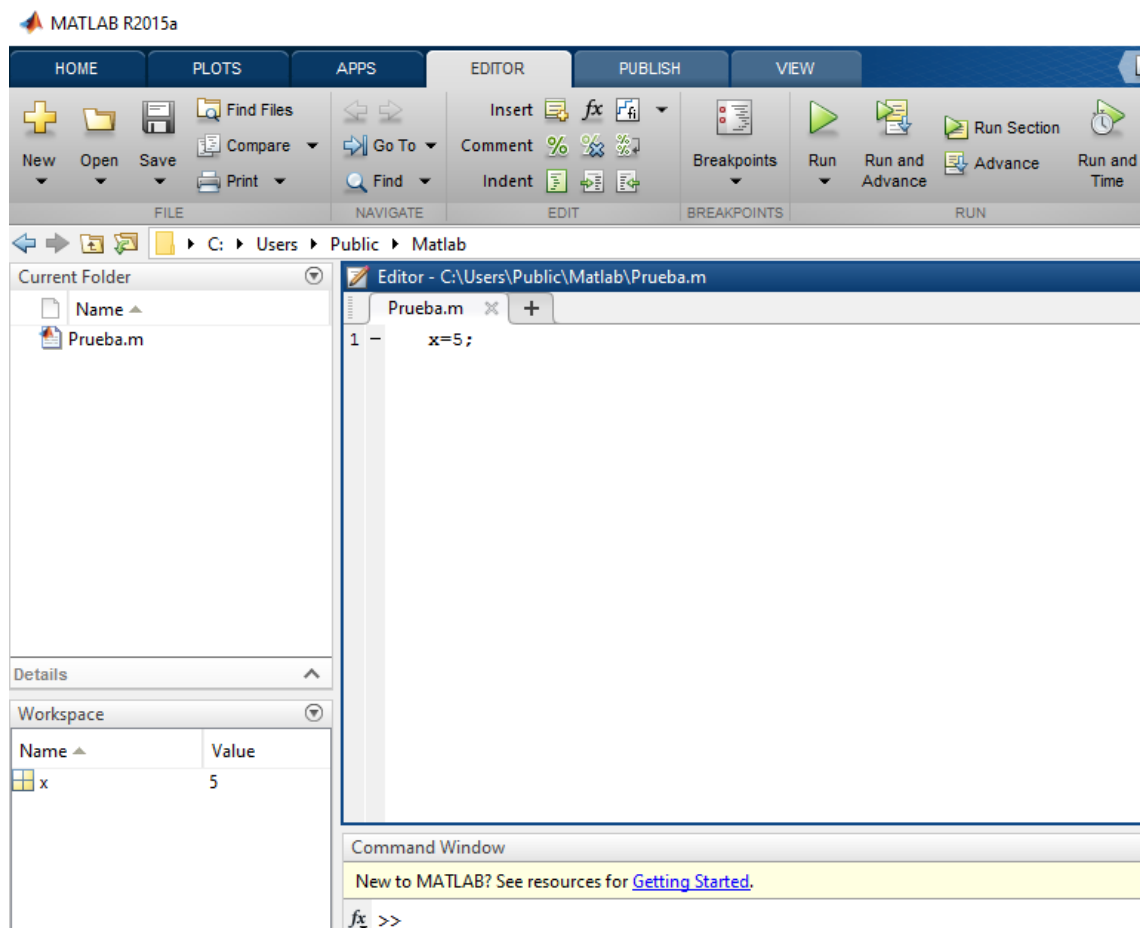 MATLAB R2015a
HOME PLOTS APPS EDITOR PUBLISH VIEW
New
Open
Save
Find Files
Compare
Print
FILE
Go To
Find
NAVIGATE
Insert fx fi
Comment % %
Indent
EDIT
Breakpoints
BREAKPOINTS
Run
Run and
Advance
Run Section
Advance
Run and
Time
RUN
C: Users Public Matlab
Current Folder
Name
Prueba.m
Details
Workspace
Name Value
x 5
Editor - C:\Users\Public\Matlab\Prueba.m
Prueba.m +
1 - x=5;
Command Window
New to MATLAB? See resources for Getting Started.
fx >>